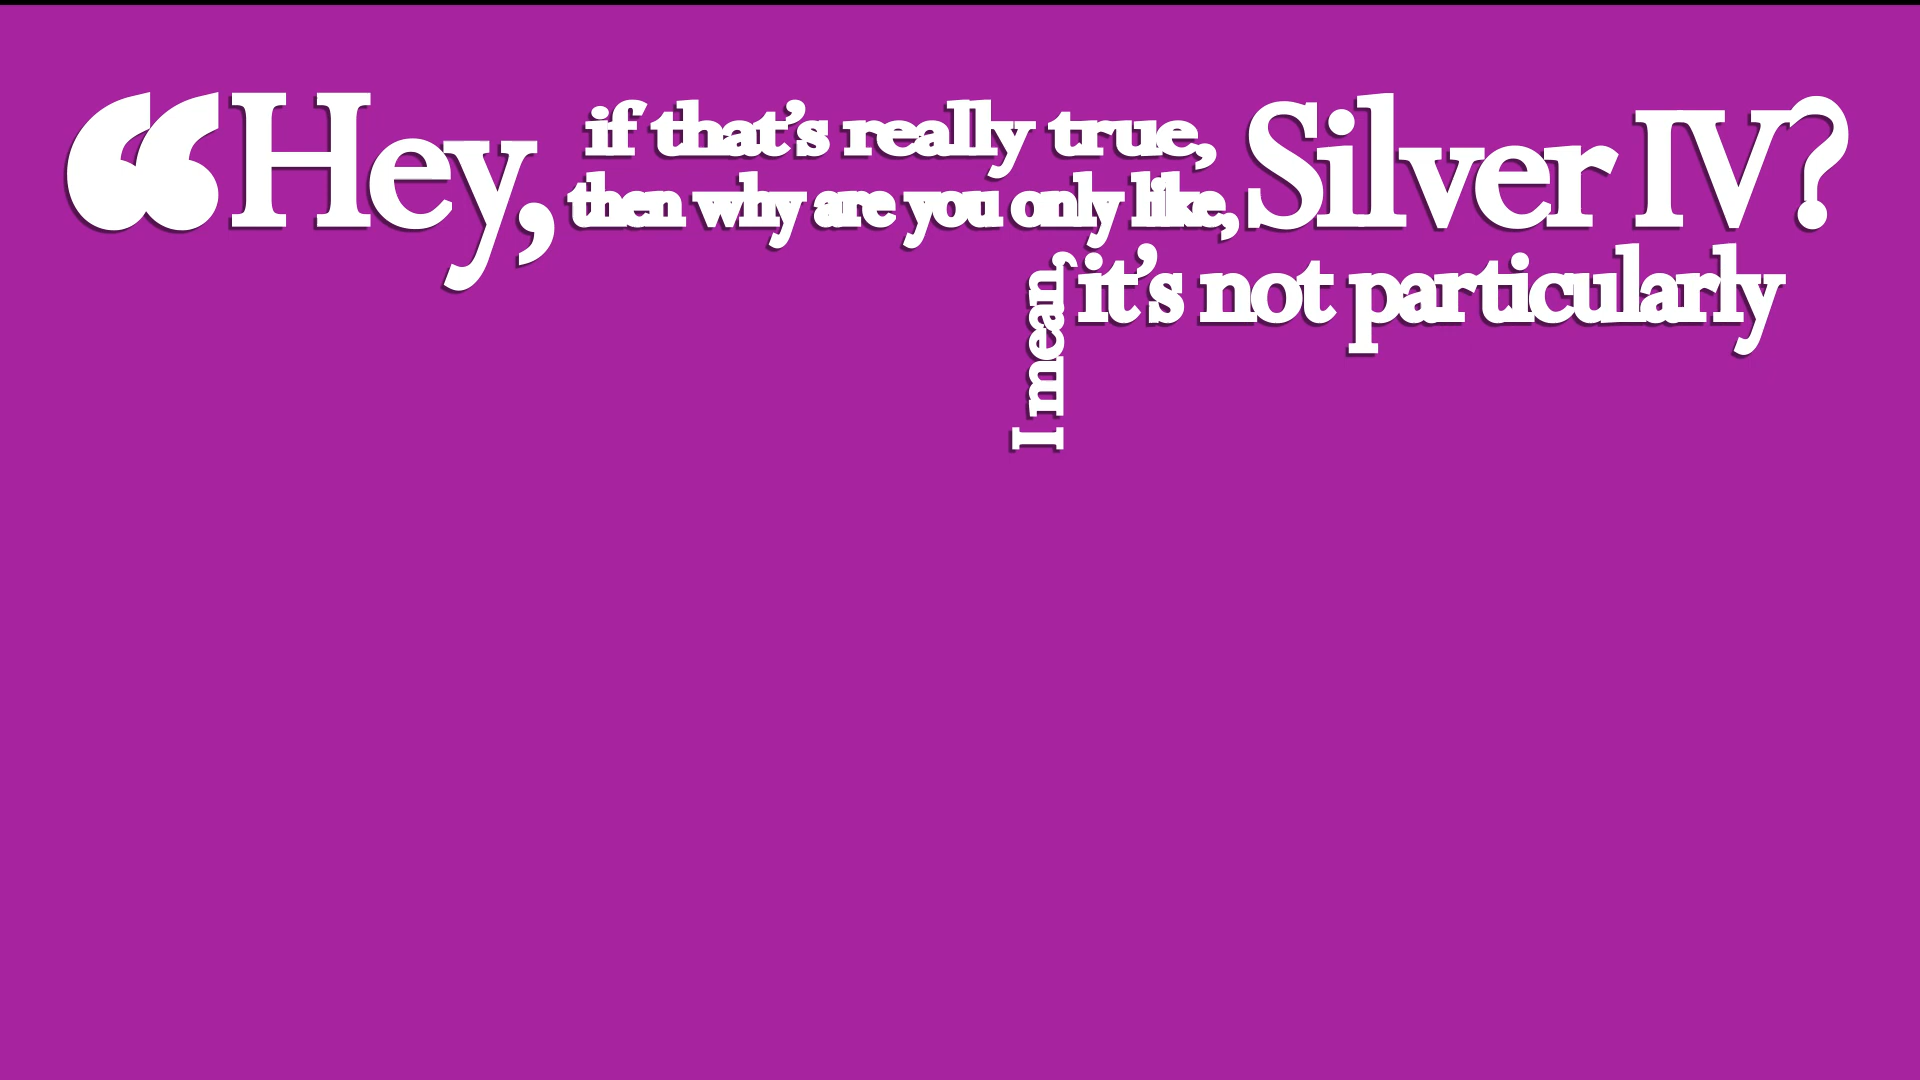 “Hey, if that’s really true,
then why are you only like, Silver IV?
I mean, it’s not particularly